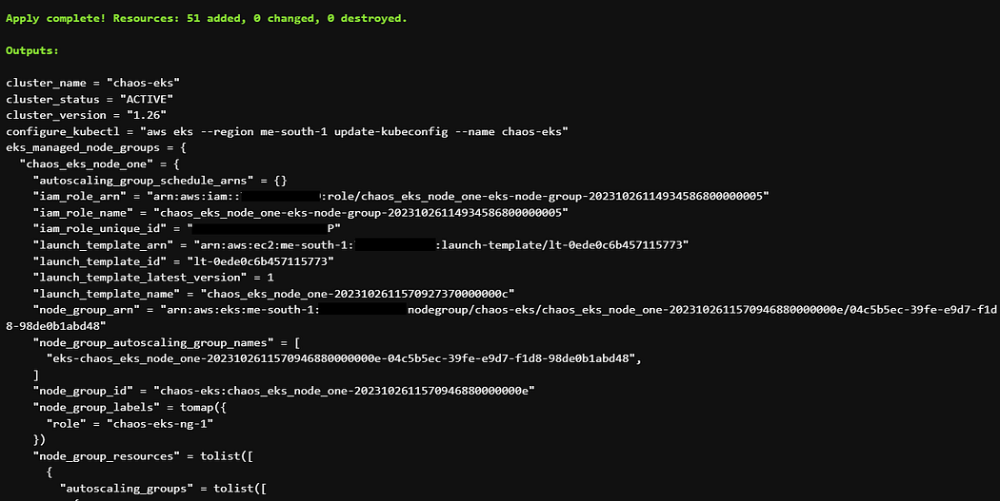 Apply complete! Resources: 51 added, 0 changed, 0 destroyed.
Outputs:
cluster_name = "chaos-eks"
cluster_status = "ACTIVE"
cluster_version = "1.26"
configure_kubectl = "aws eks --region me-south-1 update-kubeconfig --name chaos-eks"
eks_managed_node_groups = {
"chaos_eks_node_one" = {
"autoscaling_group_schedule_arns" = {}
"iam_role_arn" = "arn:aws:iam:: :role/chaos_eks_node_one-eks-node-group-20231026114934586800000005"
"iam_role_name" = "chaos_eks_node_one-eks-node-group-20231026114934586800000005"
"iam_role_unique_id" = " P"
"launch_template_arn" = "arn:aws:ec2:me-south-1: :launch-template/lt-0ede0c6b457115773"
"launch_template_id" = "lt-0ede0c6b457115773"
"launch_template_latest_version" = 1
"launch_template_name" = "chaos_eks_node_one-2023102611570927370000000c"
"node_group_arn" = "arn:aws:eks:me-south-1: nodegroup/chaos-eks/chaos_eks_node_one-2023102611570946880000000e/04c5b5ec-39fe-e9d7-f1d
8-98de0b1abd48"
"node_group_autoscaling_group_names" = [
"eks-chaos_eks_node_one-2023102611570946880000000e-04c5b5ec-39fe-e9d7-f1d8-98de0b1abd48",
]
"node_group_id" = "chaos-eks:chaos_eks_node_one-2023102611570946880000000e"
"node_group_labels" = tomap({
"role" = "chaos-eks-ng-1"
})
"node_group_resources" = tolist([
{
"autoscaling_groups" = tolist([